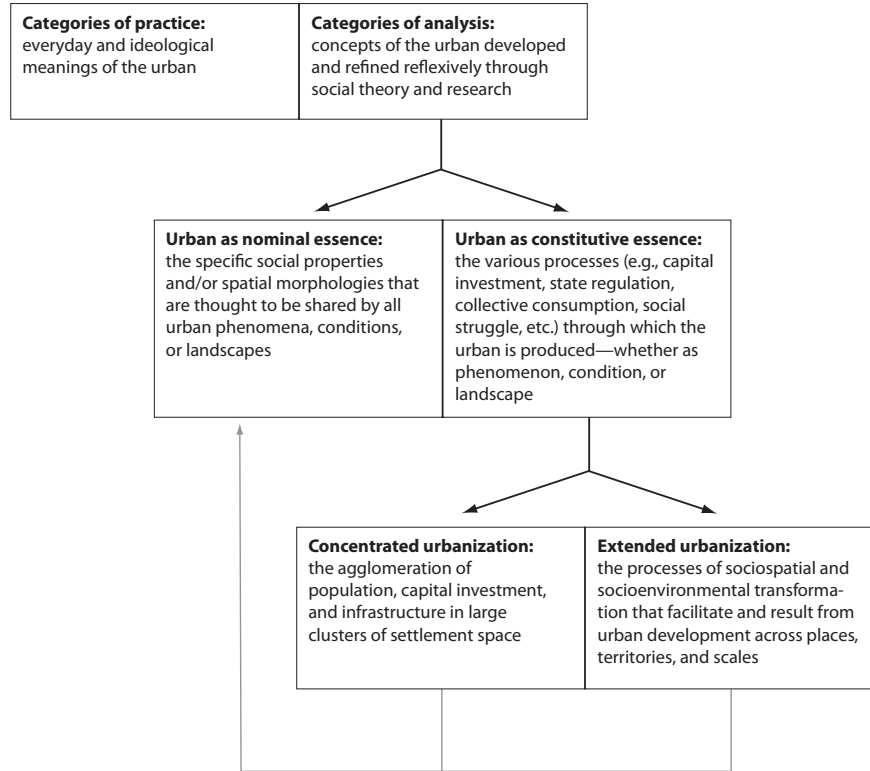 Categories of practice:
everyday and ideological
meanings of the urban
Categories of analysis:
concepts of the urban developed
and refined reflexively through
social theory and research
Urban as nominal essence:
the specific social properties
and/or spatial morphologies that
are thought to be shared by all
urban phenomena, conditions,
or landscapes
Urban as constitutive essence:
the various processes (e.g., capital
investment, state regulation,
collective consumption, social
struggle, etc.) through which the
urban is produced—whether as
phenomenon, condition, or
landscape
Concentrated urbanization:
the agglomeration of
population, capital investment,
and infrastructure in large
clusters of settlement space
Extended urbanization:
the processes of sociospatial and
socioenvironmental transforma-
tion that facilitate and result from
urban development across places,
territories, and scales